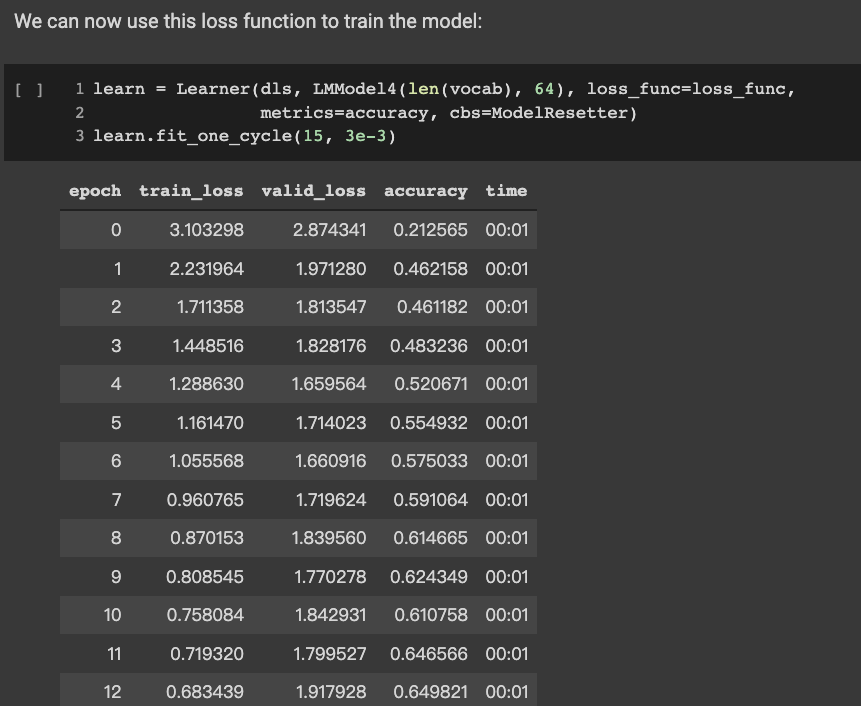 We can now use this loss function to train the model:
[ ] 1 learn = Learner(dls, LMModel4(len(vocab), 64), loss_func=loss_func,
2 metrics=accuracy, cbs=ModelResetter)
3 learn.fit_one_cycle(15, 3e-3)
epoch train_loss valid_loss accuracy time
0 3.103298 2.874341 0.212565 00:01
1 2.231964 1.971280 0.462158 00:01
2 1.711358 1.813547 0.461182 00:01
3 1.448516 1.828176 0.483236 00:01
4 1.288630 1.659564 0.520671 00:01
5 1.161470 1.714023 0.554932 00:01
6 1.055568 1.660916 0.575033 00:01
7 0.960765 1.719624 0.591064 00:01
8 0.870153 1.839560 0.614665 00:01
9 0.808545 1.770278 0.624349 00:01
10 0.758084 1.842931 0.610758 00:01
11 0.719320 1.799527 0.646566 00:01
12 0.683439 1.917928 0.649821 00:01